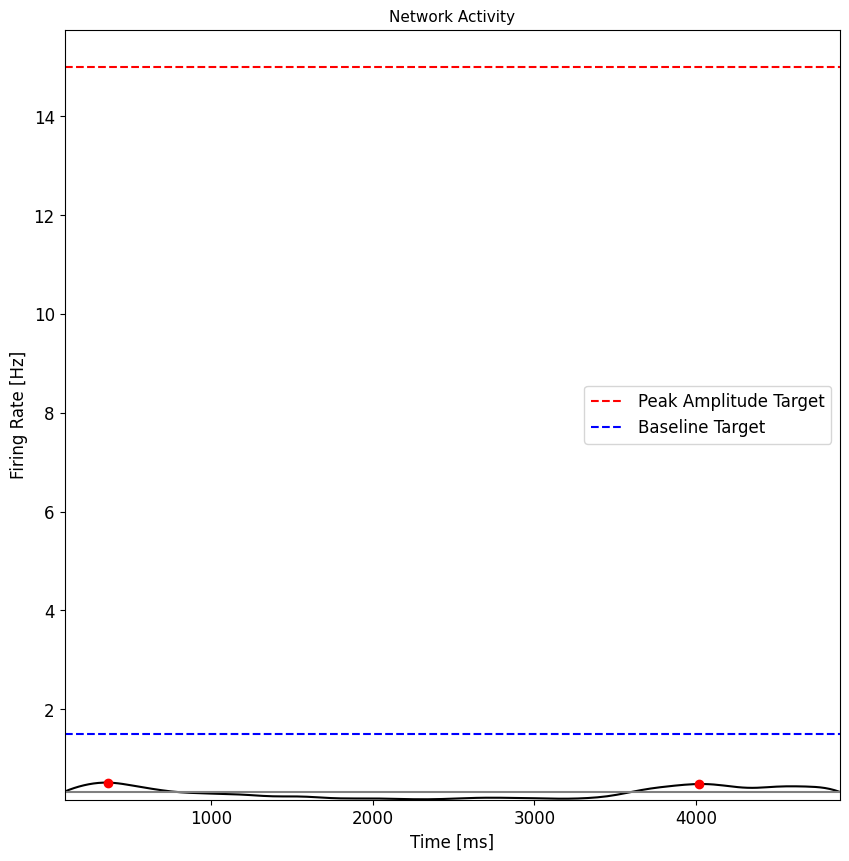 Network Activity
14
12
10
8
6
4
2
Firing Rate [Hz]
Peak Amplitude Target
Baseline Target
1000 2000 3000 4000
Time [ms]